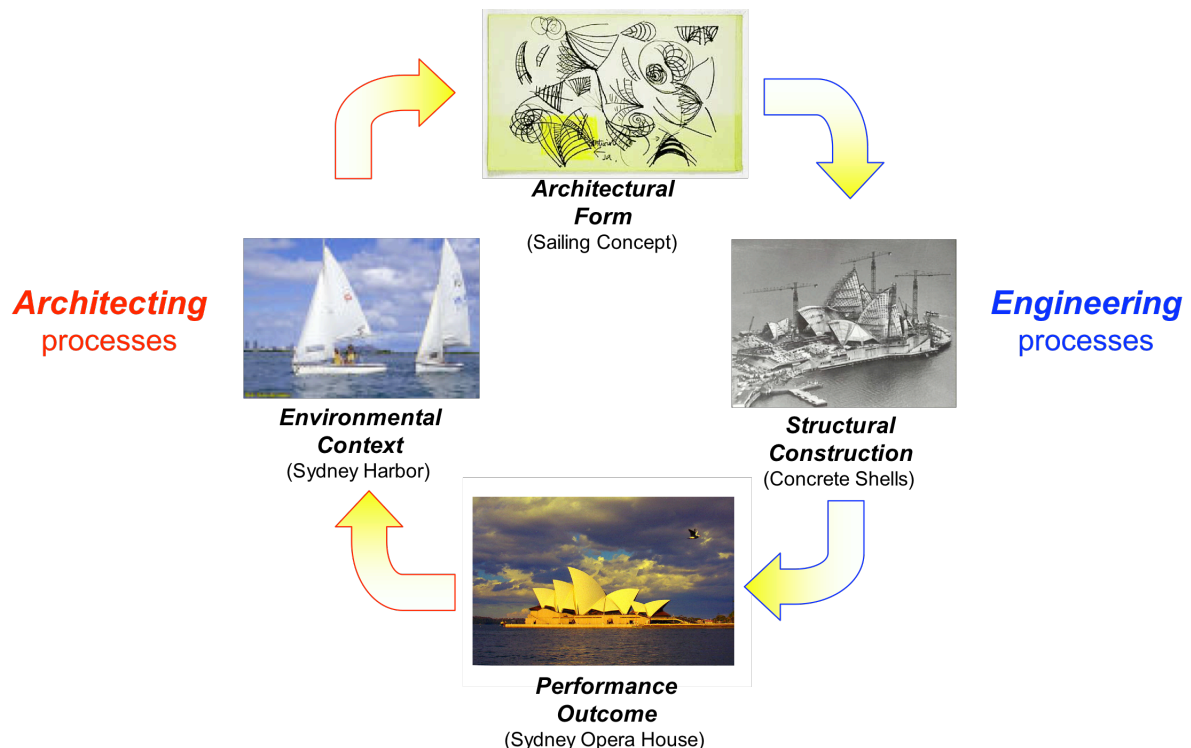 Architectural
Form
(Sailing Concept)
Architecting
processes
Engineering
processes
Environmental
Context
(Sydney Harbor)
Structural
Construction
(Concrete Shells)
Performance
Outcome
(Sydney Opera House)